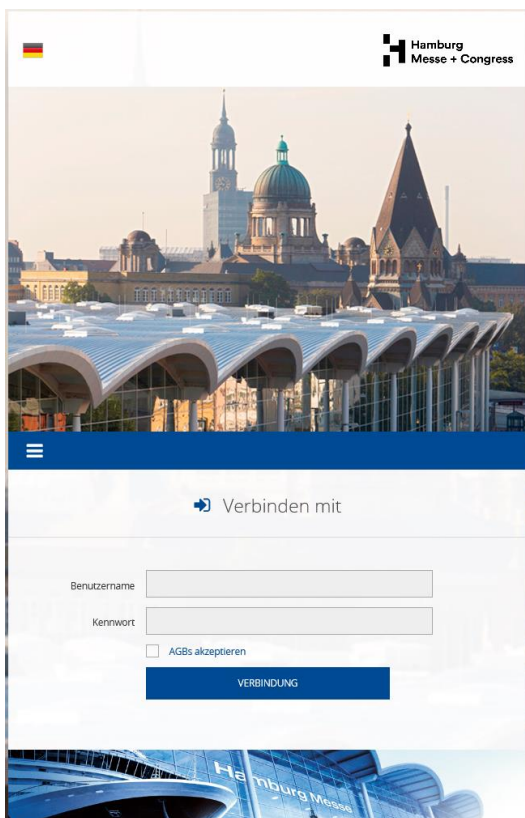 Hamburg
Messe + Congress
Verbinden mit
Benutzername
Kennwort
AGBs akzeptieren
VERBINDUNG
Hamburg Messe